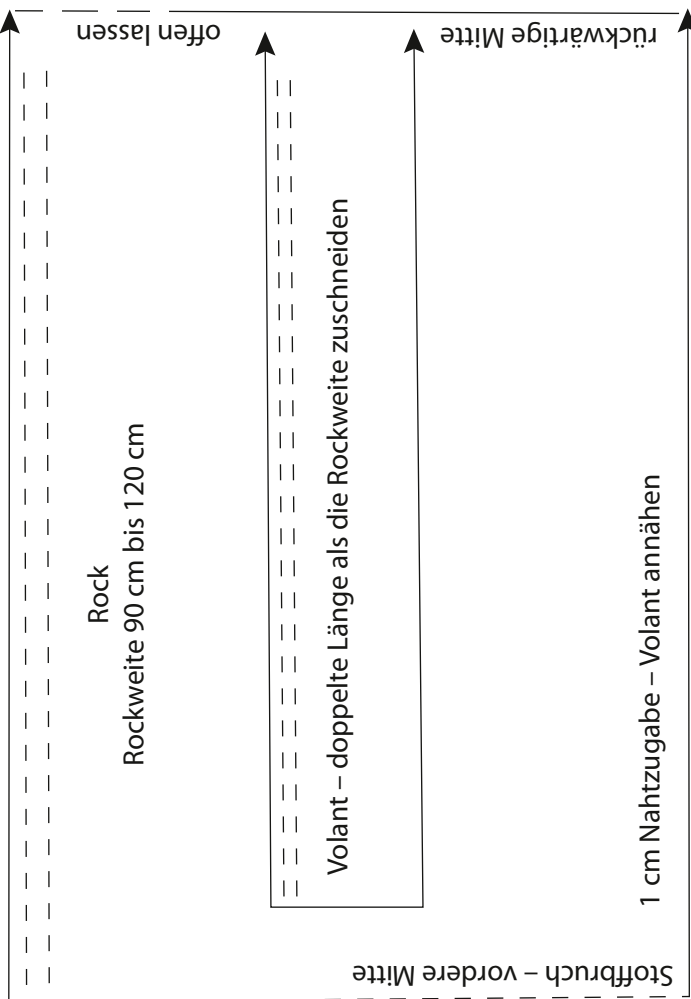 offen lassen
rückwärtige Mitte
Rock
Rockweite 90 cm bis 120 cm
Volant – doppelte Länge als die Rockweite zuschneiden
1 cm Nahtzugabe – Volant annähen
Stoffbruch – vordere Mitte